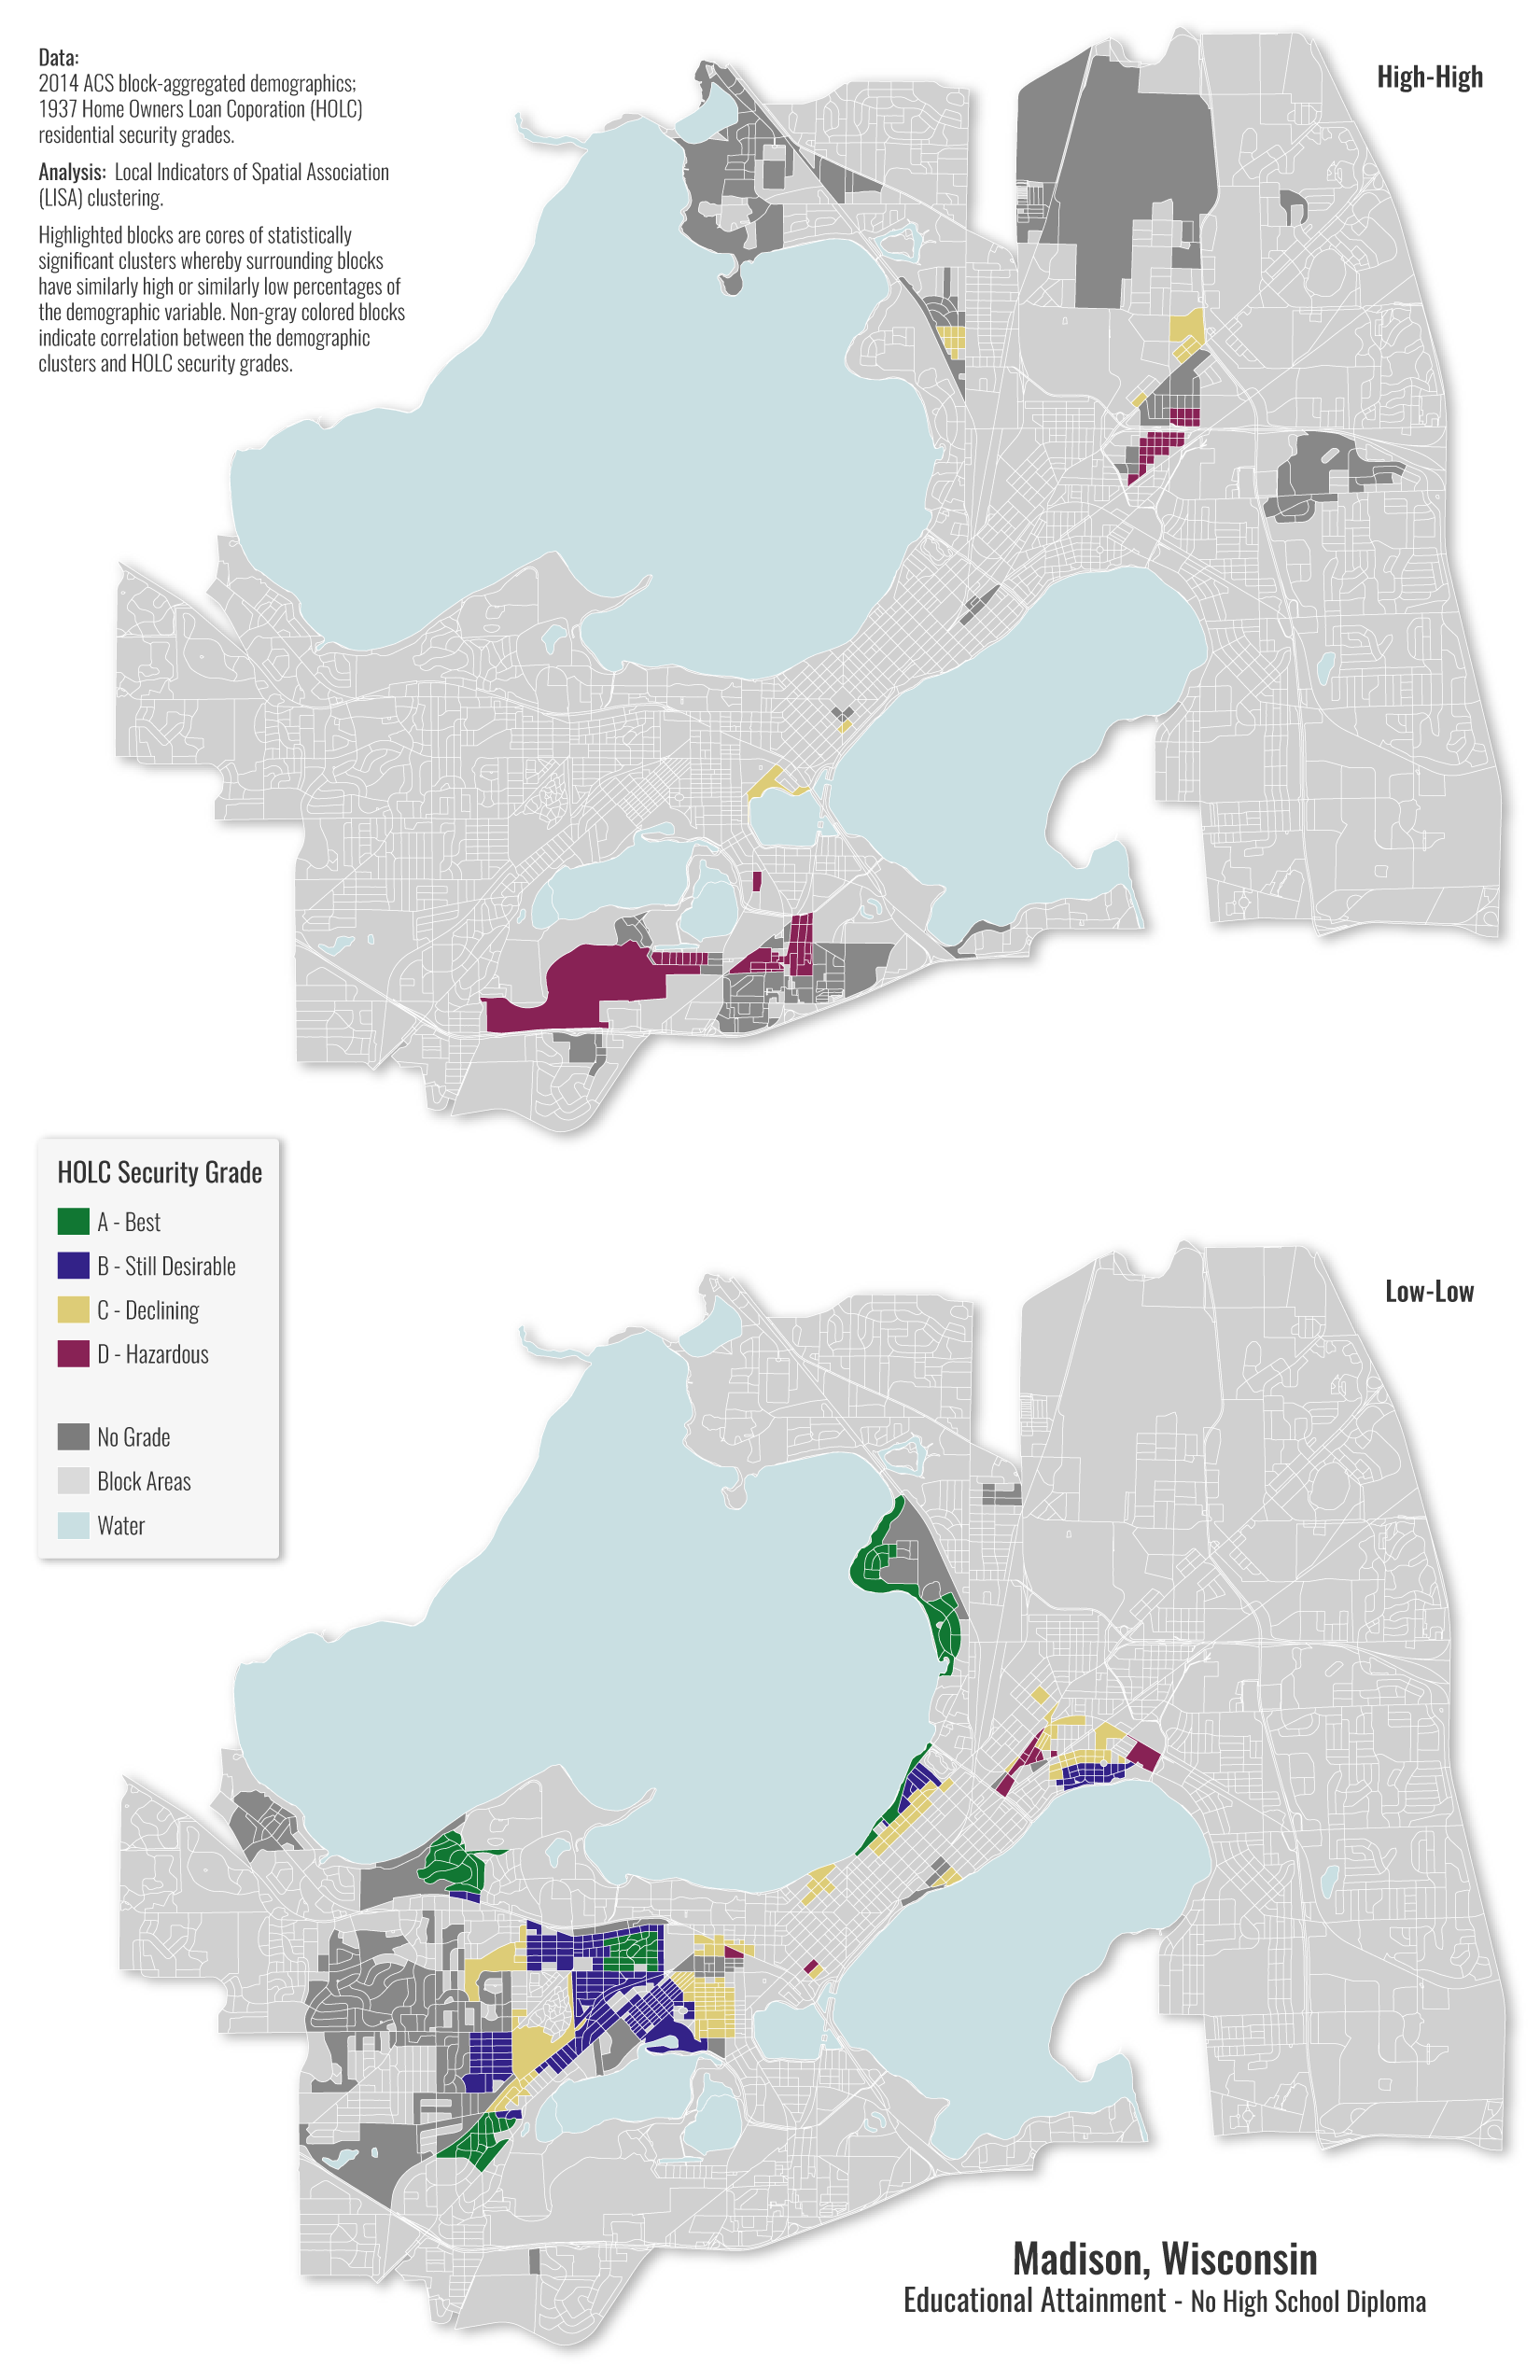 Data:
2014 ACS block-aggregated demographics;
1937 Home Owners Loan Coporation (HOLC)
residential security grades.
Analysis: Local Indicators of Spatial Association
(LISA) clustering.
Highlighted blocks are cores of statistically
significant clusters whereby surrounding blocks
have similarly high or similarly low percentages of
the demographic variable. Non-gray colored blocks
indicate correlation between the demographic
clusters and HOLC security grades.
High-High
HOLC Security Grade
A - Best
B - Still Desirable
C - Declining
D - Hazardous
No Grade
Block Areas
Water
Low-Low
Madison, Wisconsin
Educational Attainment - No High School Diploma